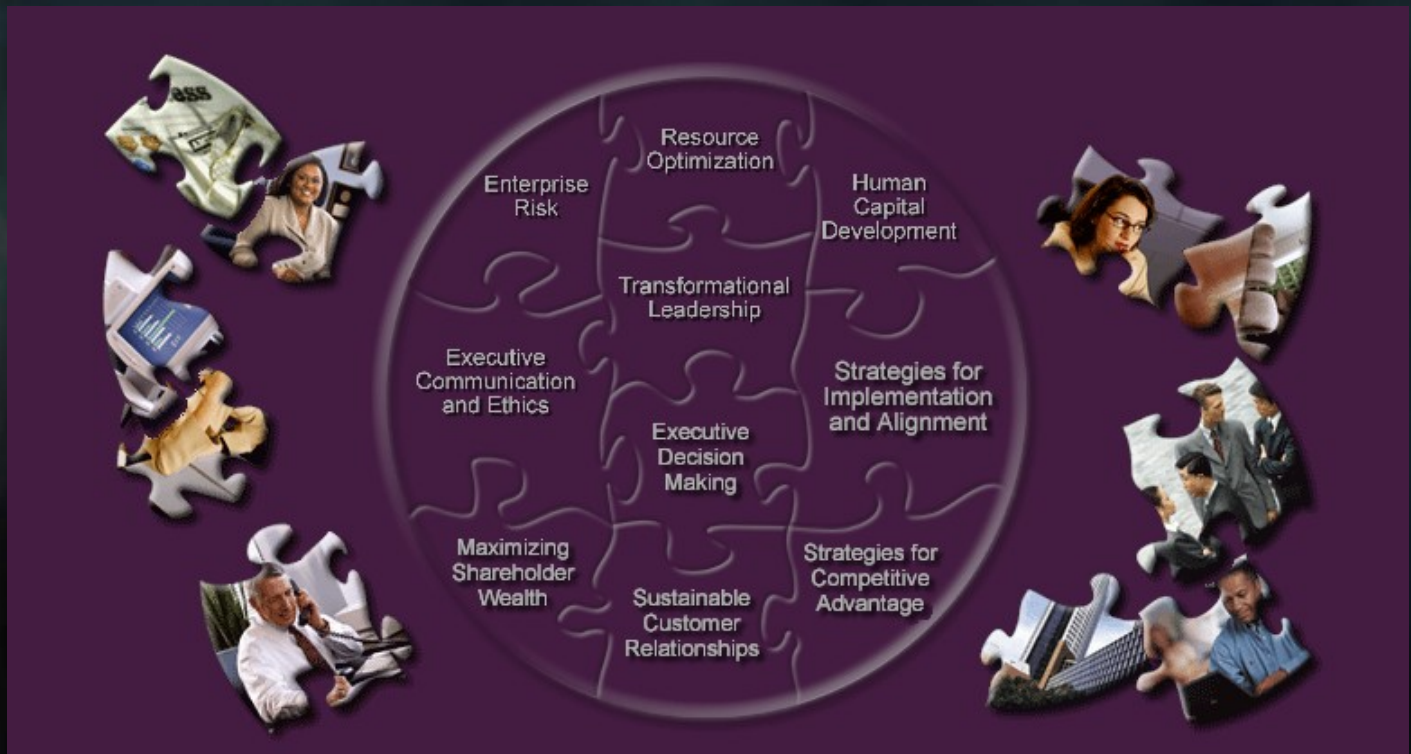 Resource
Optimization
Enterprise
Risk
Human
Capital
Development
Transformational
Leadership
Executive
Communication
and Ethics
Strategies for
Implementation
and Alignment
Executive
Decision
Making
Maximizing
Shareholder
Wealth
Sustainable
Customer
Relationships
Strategies for
Competitive
Advantage